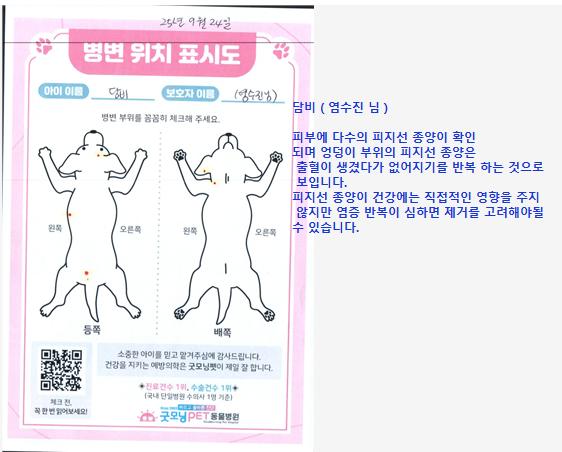 25년 9월 24일
병변 위치 표시도
아이 이름 담비 보호자 이름 (염수진님)
병변 부위를 꼼꼼히 체크해 주세요.
왼쪽 오른쪽 왼쪽 오른쪽
등쪽 배쪽
소중한 아이를 믿고 맡겨주심에 감사드립니다.
건강을 지키는 예방의학은 굿모닝펫이 제일 잘 합니다.
체크 전,
꼭 한 번 읽어보세요!
진료건수 1위, 수술건수 1위
(국내 단일병원 수의사 1명 기준)
굿모닝PET동물병원
담비 ( 염수진 님 )
피부에 다수의 피지선 종양이 확인
되며 엉덩이 부위의 피지선 종양은
출혈이 생겼다가 없어지기를 반복 하는 것으로
보입니다.
피지선 종양이 건강에는 직접적인 영향을 주지
않지만 염증 반복이 심하면 제거를 고려해야될
수 있습니다.